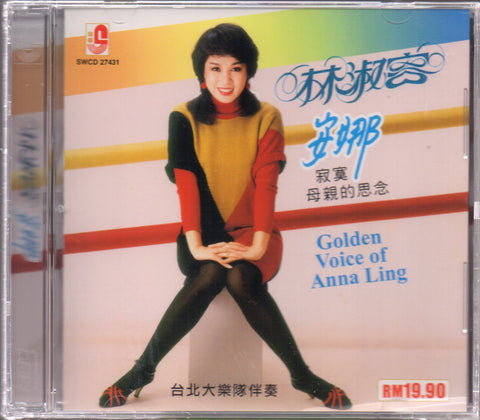 SWCD 27431
林淑容
安娜
寂寞
母親的思念
Golden
Voice of
Anna Ling
台北大樂隊伴奏
RM19.90